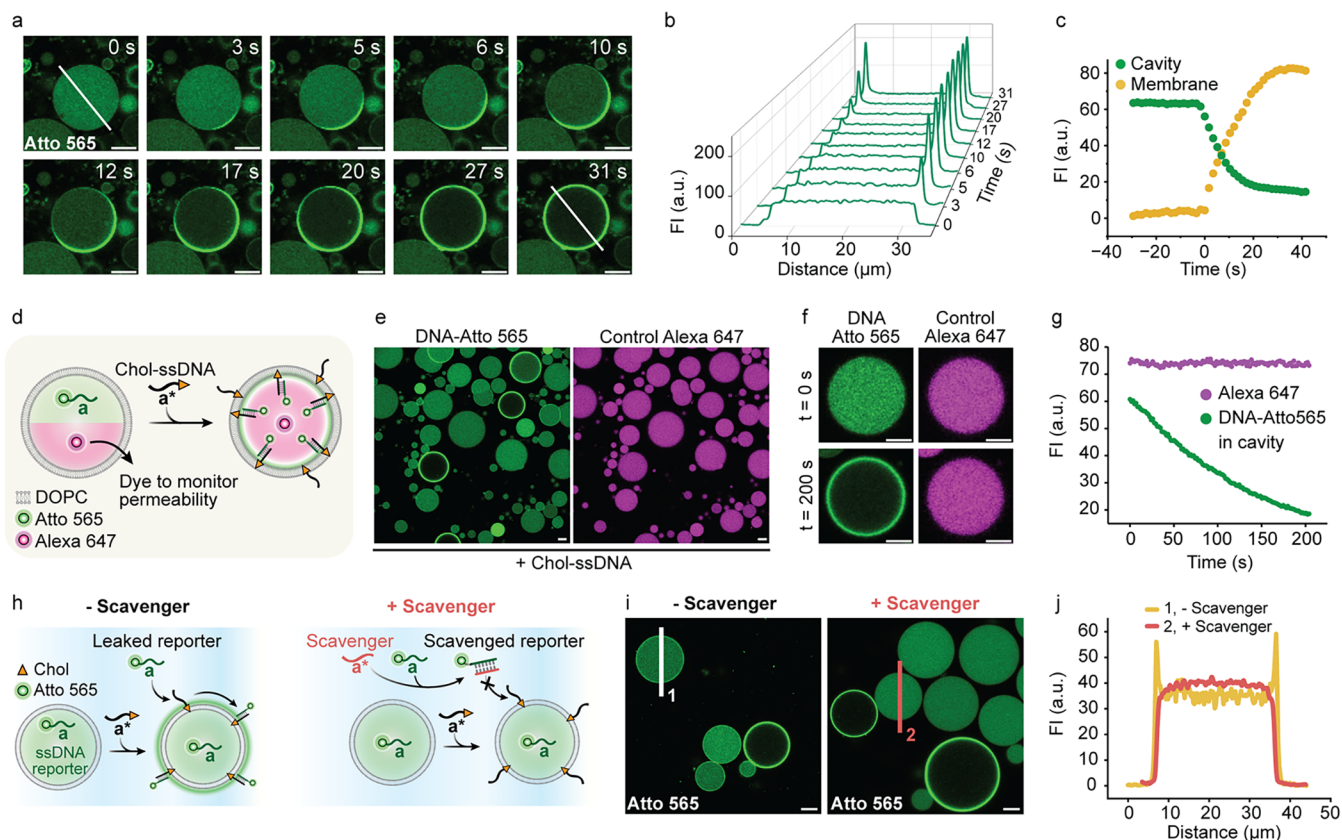 a
0 s
3 s
5 s
6 s
10 s
Atto 565
12 s
17 s
20 s
27 s
31 s
b
FI (a.u.)
200
100
0
0
10
20
30
Distance (µm)
0
3
5
6
10
12
17
20
27
31
Time (s)
c
Cavity
Membrane
FI (a.u.)
80
60
40
20
0
−40
−20
0
20
40
Time (s)
d
Chol-ssDNA
a*
a
Dye to monitor
permeability
DOPC
Atto 565
Alexa 647
e
DNA-Atto 565
Control Alexa 647
+ Chol-ssDNA
f
DNA
Atto 565
Control
Alexa 647
t = 0s
t = 200 s
g
FI (a.u.)
80
70
60
50
40
30
20
Alexa 647
DNA-Atto565
in cavity
0
50
100
150
200
Time (s)
h
- Scavenger
Leaked reporter
a
Chol
Atto 565
a
ssDNA
reporter
a*
a
+ Scavenger
Scavenger
a*
a
Scavenged reporter
a
a*
a
i
- Scavenger
1
Atto 565
+ Scavenger
2
Atto 565
j
1, - Scavenger
2, + Scavenger
FI (a.u.)
60
50
40
30
20
10
0
0
10
20
30
40
50
Distance (µm)